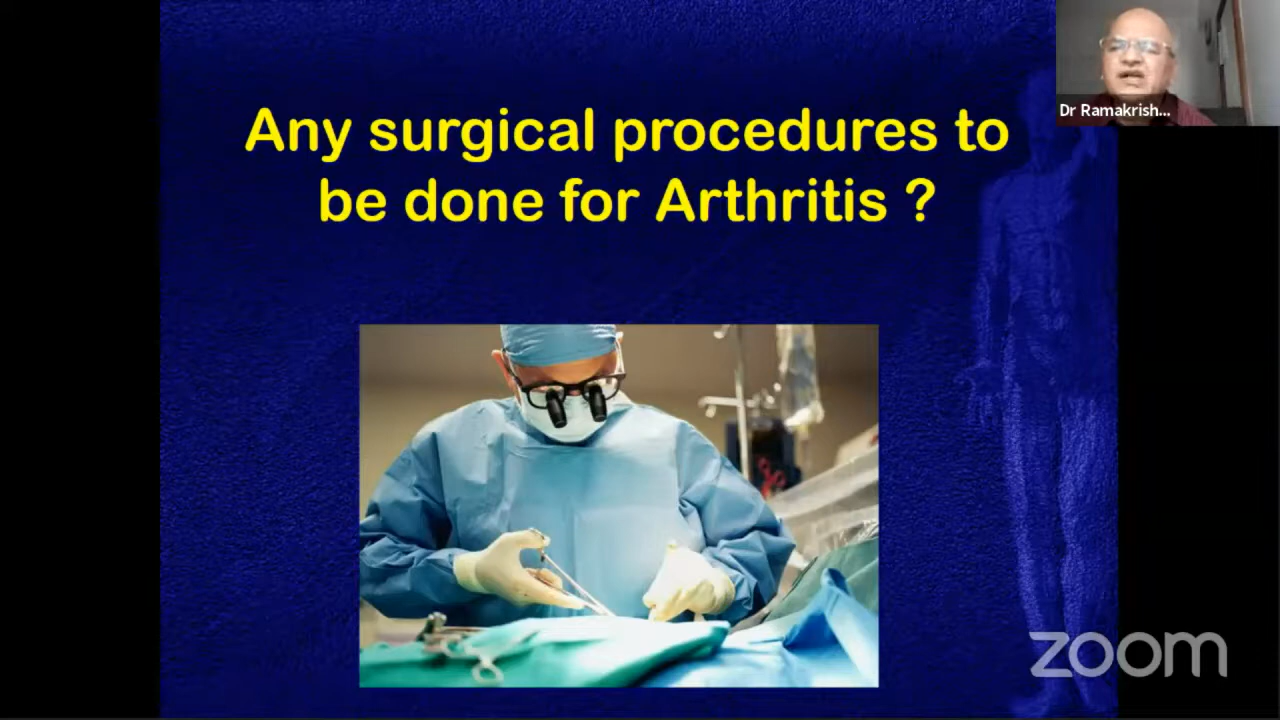 Any surgical procedures to
be done for Arthritis ?
Dr Ramakrish...
zoom